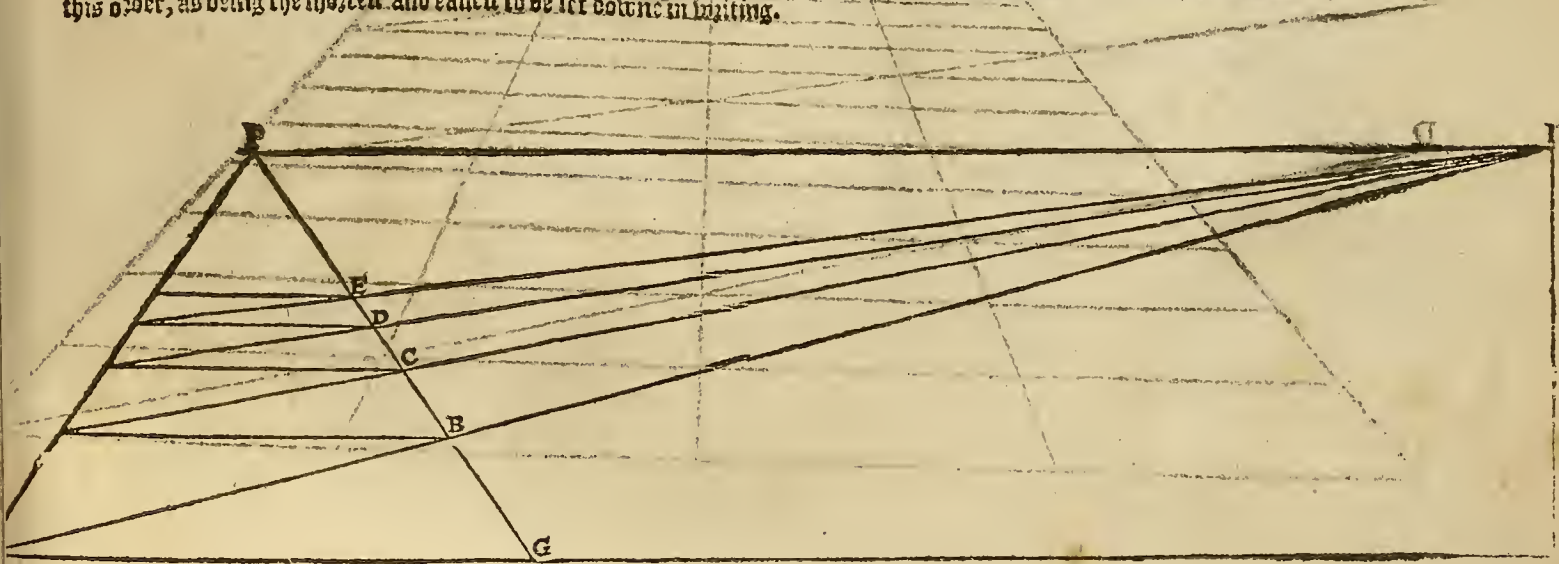 this order, as being the shortest and easiest to be set downe in writing.
P
I
E
D
C
B
G